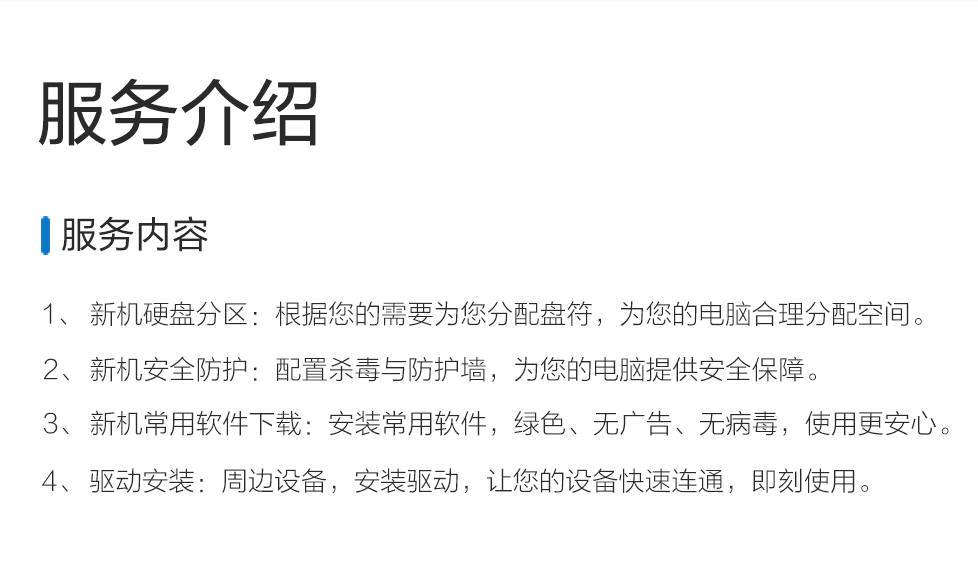 服务介绍
服务内容
1、新机硬盘分区：根据您的需要为您分配盘符，为您的电脑合理分配空间。
2、新机安全防护：配置杀毒与防护墙，为您的电脑提供安全保障。
3、新机常用软件下载：安装常用软件，绿色、无广告、无病毒，使用更安心。
4、驱动安装：周边设备，安装驱动，让您的设备快速连通，即刻使用。